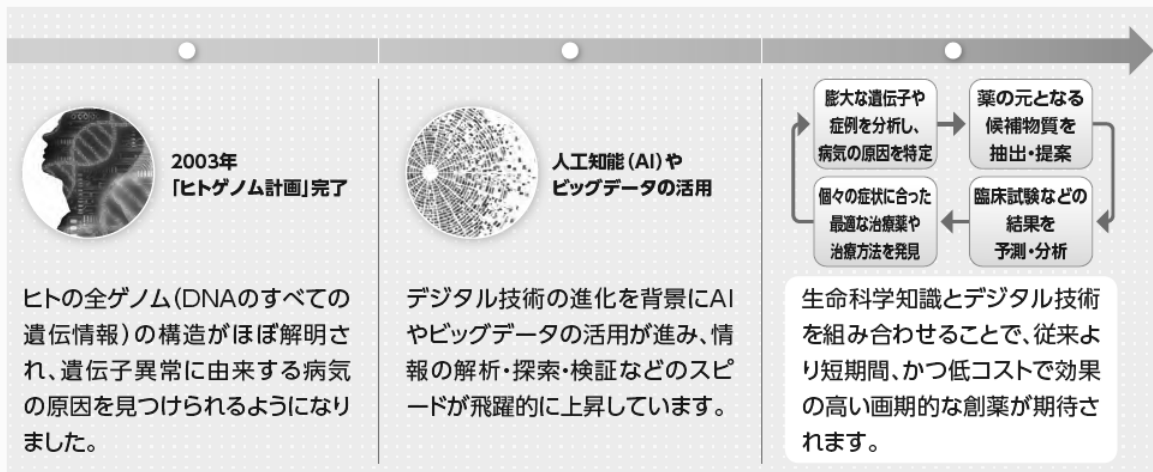 2003年
「ヒトゲノム計画」完了
ヒトの全ゲノム(DNAのすべての
遺伝情報)の構造がほぼ解明さ
れ、遺伝子異常に由来する病気
の原因を見つけられるようになり
ました。
人工知能(AI)や
ビッグデータの活用
デジタル技術の進化を背景にAI
やビッグデータの活用が進み、情
報の解析・探索・検証などのスピ
ードが飛躍的に上昇しています。
膨大な遺伝子や
症例を分析し、
病気の原因を特定
薬の元となる
候補物質を
抽出・提案
臨床試験などの
結果を
予測・分析
個々の症状に合った
最適な治療薬や
治療方法を発見
生命科学知識とデジタル技術
を組み合わせることで、従来よ
り短期間、かつ低コストで効果
の高い画期的な創薬が期待さ
れます。